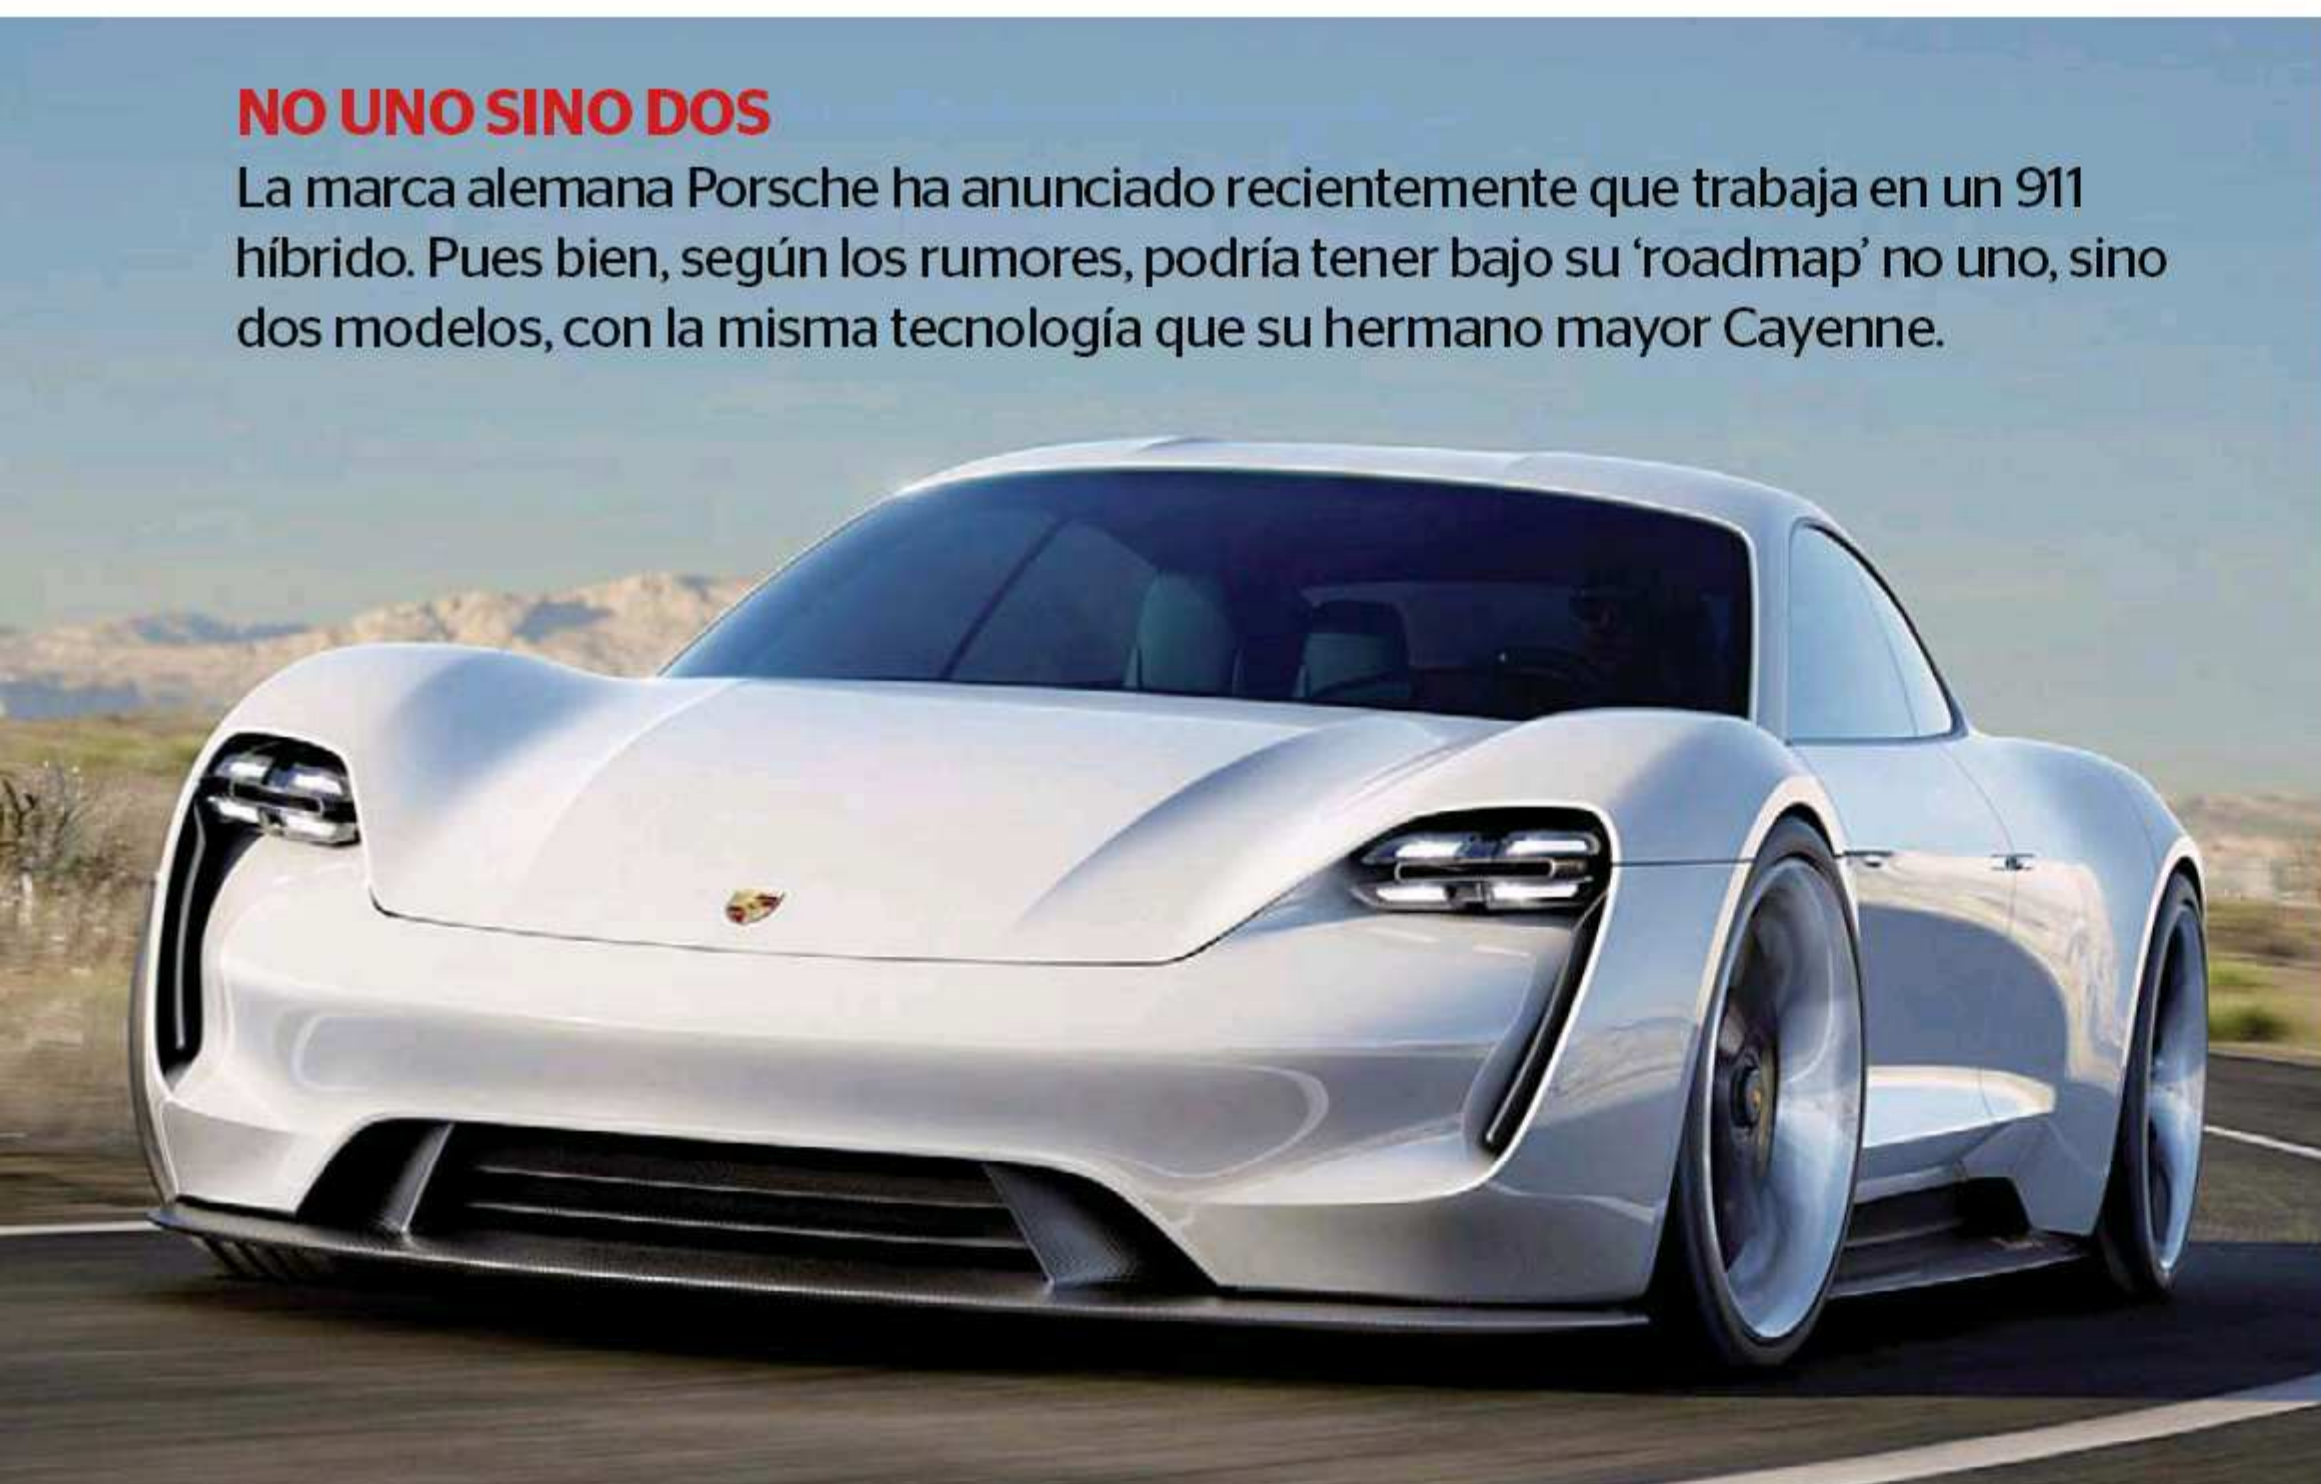 NO UNO SINO DOS
La marca alemana Porsche ha anunciado recientemente que trabaja en un 911
híbrido. Pues bien, según los rumores, podría tener bajo su ‘roadmap’ no uno, sino
dos modelos, con la misma tecnología que su hermano mayor Cayenne.